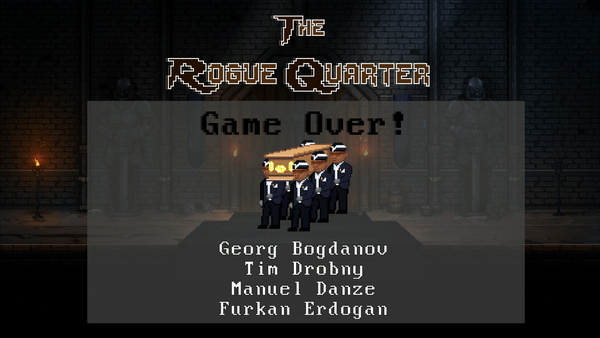 The
Rogue Quarter
Game Over!
Georg Bogdanov
Tim Drobny
Manuel Danze
Furkan Erdogan